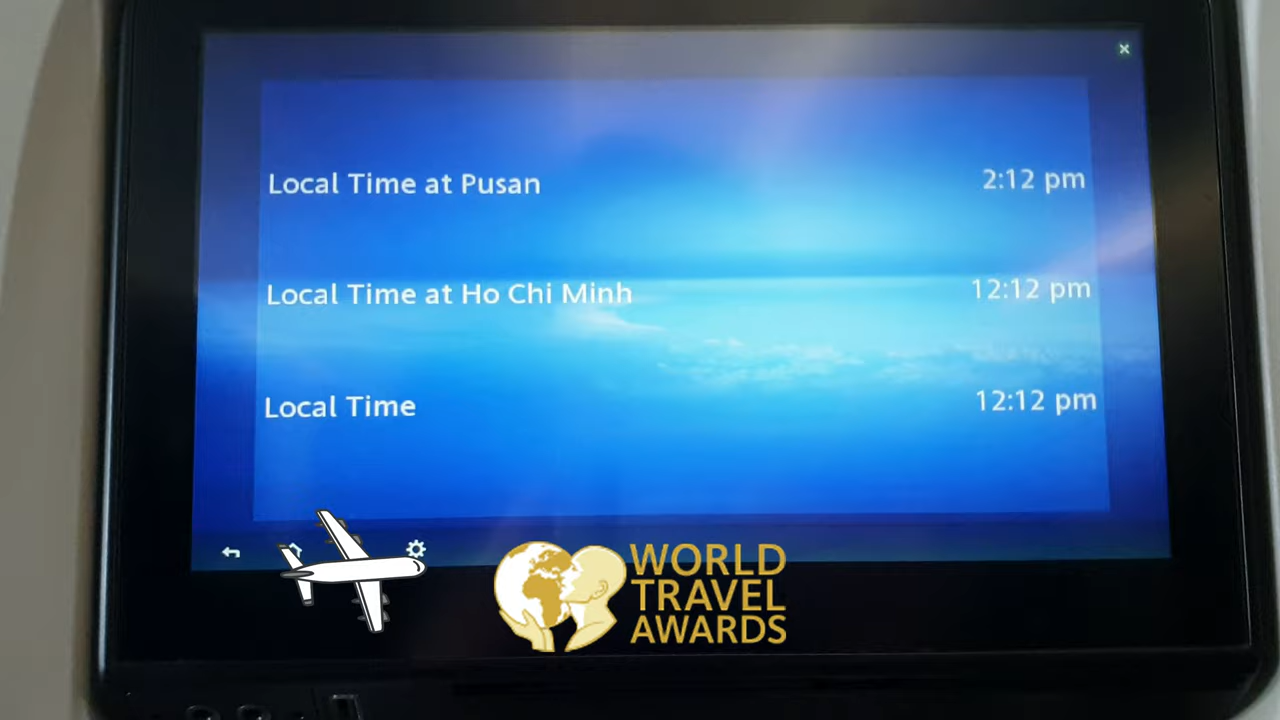 Local Time at Pusan 2:12 pm
Local Time at Ho Chi Minh 12:12 pm
Local Time 12:12 pm
WORLD
TRAVEL
AWARDS